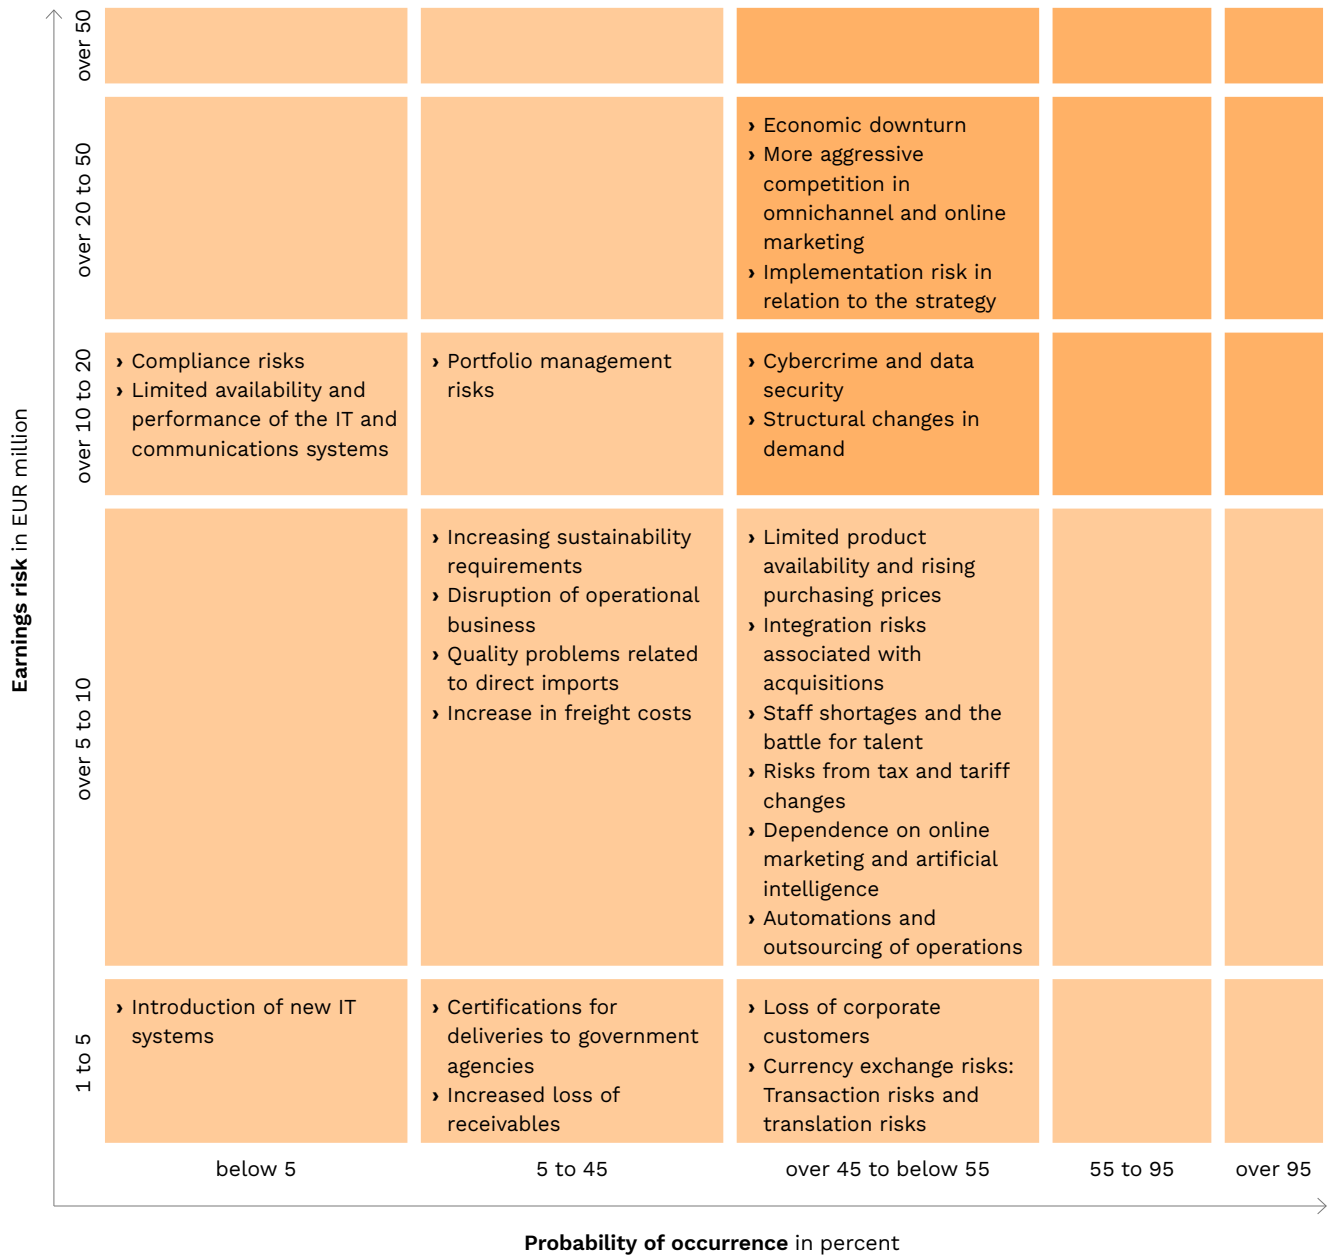 over 50
over 20 to 50
› Economic downturn
› More aggressive
competition in
omnichannel and online
marketing
› Implementation risk in
relation to the strategy
over 10 to 20
› Compliance risks
› Limited availability and
performance of the IT and
communications systems
› Portfolio management
risks
› Cybercrime and data
security
› Structural changes in
demand
Earnings risk in EUR million
over 5 to 10
› Increasing sustainability
requirements
› Disruption of operational
business
› Quality problems related
to direct imports
› Increase in freight costs
› Limited product
availability and rising
purchasing prices
› Integration risks
associated with
acquisitions
› Staff shortages and the
battle for talent
› Risks from tax and tariff
changes
› Dependence on online
marketing and artificial
intelligence
› Automations and
outsourcing of operations
1 to 5
› Introduction of new IT
systems
› Certifications for
deliveries to government
agencies
› Increased loss of
receivables
› Loss of corporate
customers
› Currency exchange risks:
Transaction risks and
translation risks
below 5
5 to 45
over 45 to below 55
55 to 95
over 95
Probability of occurrence in percent